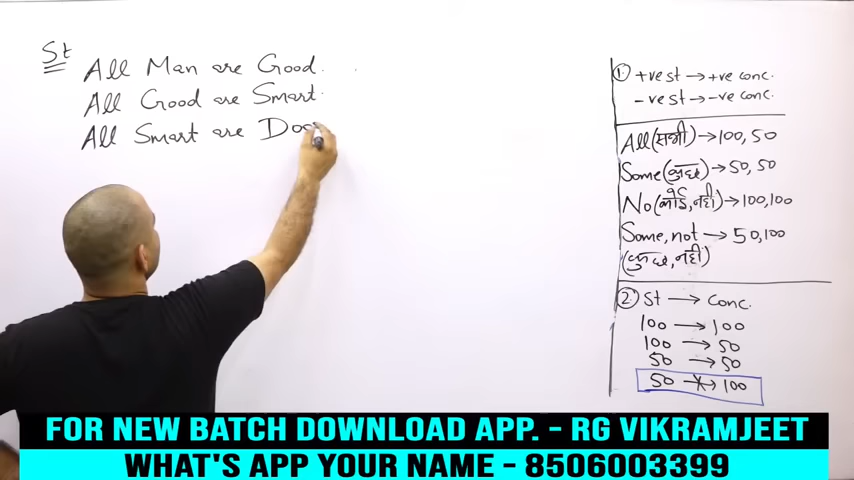 St
All Man are Good.
All Good are Smart.
All Smart are Doo
1. +ve st → +ve conc.
-ve st → -ve conc.
All (सभी) → 100, 50
Some (कुछ) → 50, 50
No (कोई, नहीं) → 100, 100
Some, not → 50, 100
(कुछ, नहीं)
2. St → Conc.
100 → 100
100 → 50
50 → 50
50 → 100
FOR NEW BATCH DOWNLOAD APP. - RG VIKRAMJEET
WHAT'S APP YOUR NAME - 8506003399